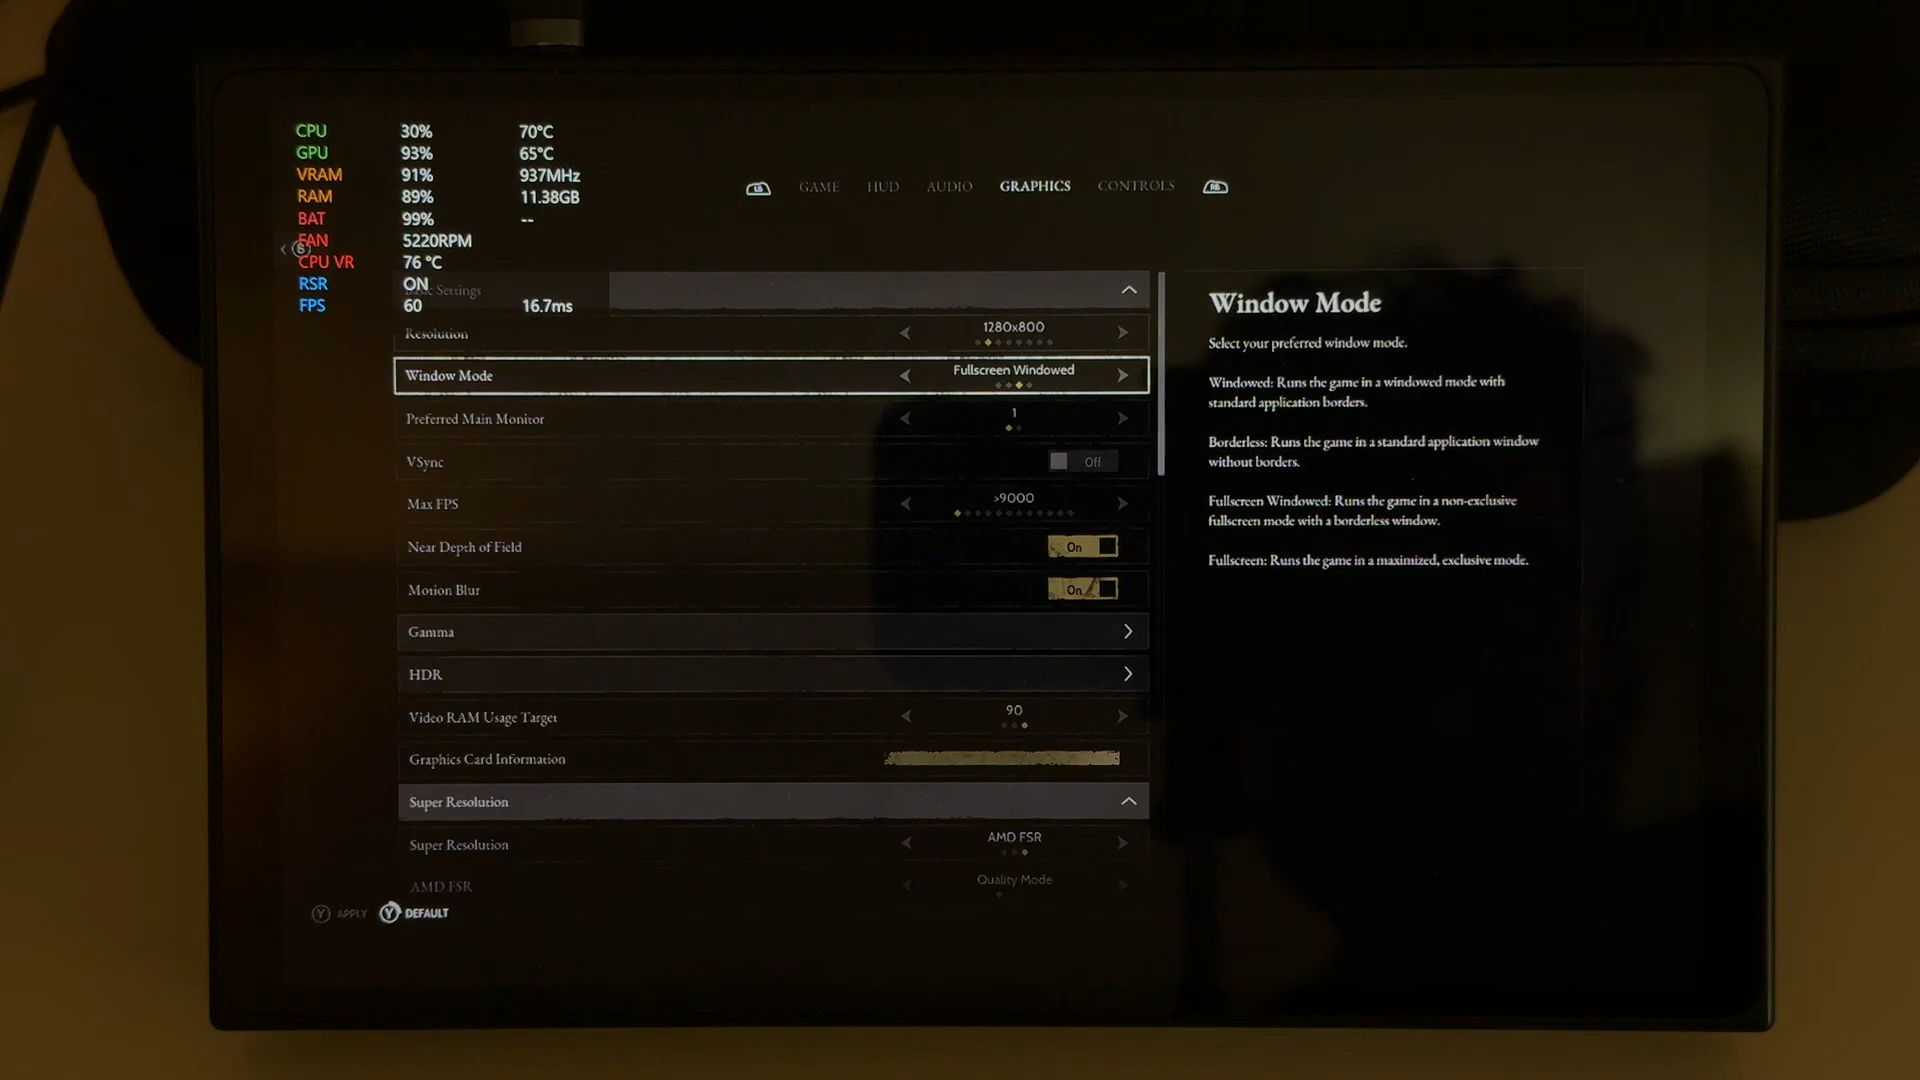 CPU 30% 70°C
GPU 93% 65°C
VRAM 91% 937MHz
RAM 89% 11.38GB
BAT 99% --
FAN 5220RPM
CPU VR 76 °C
RSR ON
FPS 60 16.7ms
LB GAME HUD AUDIO GRAPHICS CONTROLS RB
B
Basic Settings
Resolution 1280x800
Window Mode Fullscreen Windowed
Preferred Main Monitor 1
VSync Off
Max FPS >9000
Near Depth of Field On
Motion Blur On
Gamma
HDR
Video RAM Usage Target 90
Graphics Card Information
Super Resolution
Super Resolution AMD FSR
AMD FSR Quality Mode
Y APPLY Y DEFAULT
Window Mode
Select your preferred window mode.
Windowed: Runs the game in a windowed mode with
standard application borders.
Borderless: Runs the game in a standard application window
without borders.
Fullscreen Windowed: Runs the game in a non-exclusive
fullscreen mode with a borderless window.
Fullscreen: Runs the game in a maximized, exclusive mode.